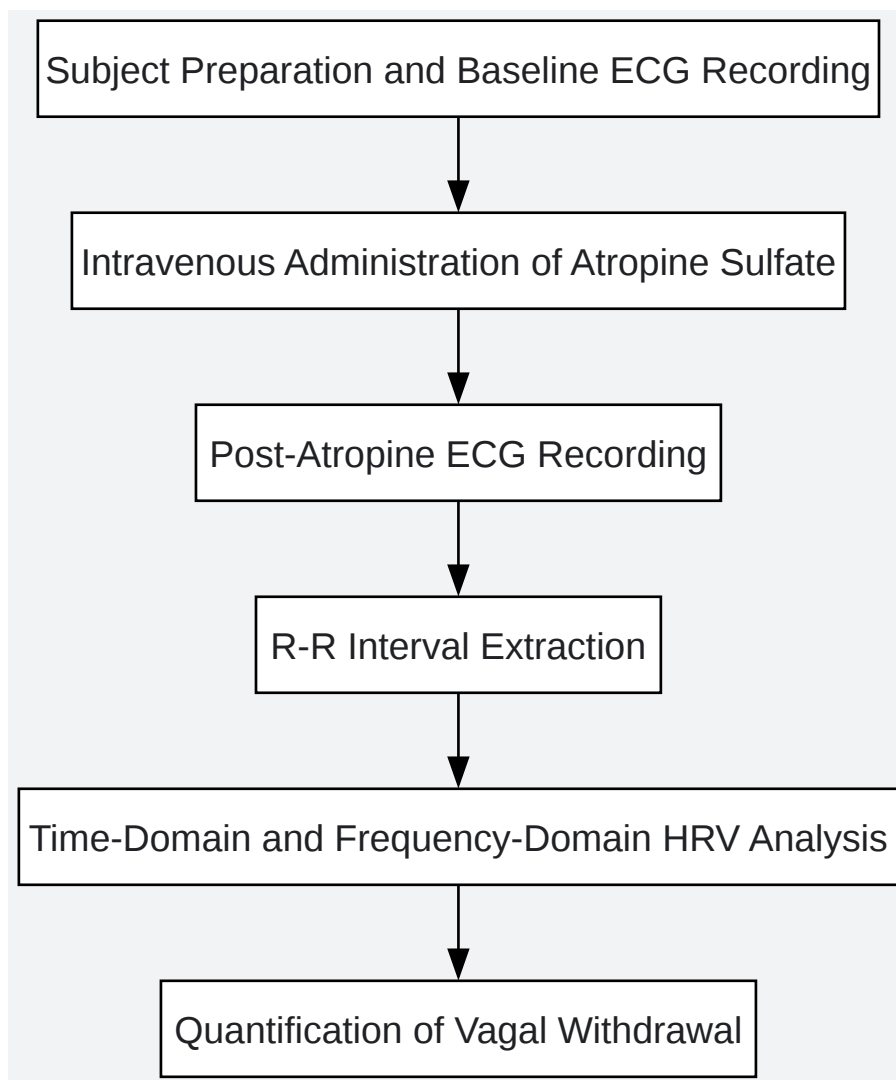 Subject Preparation and Baseline ECG Recording
Intravenous Administration of Atropine Sulfate
Post-Atropine ECG Recording
R-R Interval Extraction
Time-Domain and Frequency-Domain HRV Analysis
Quantification of Vagal Withdrawal